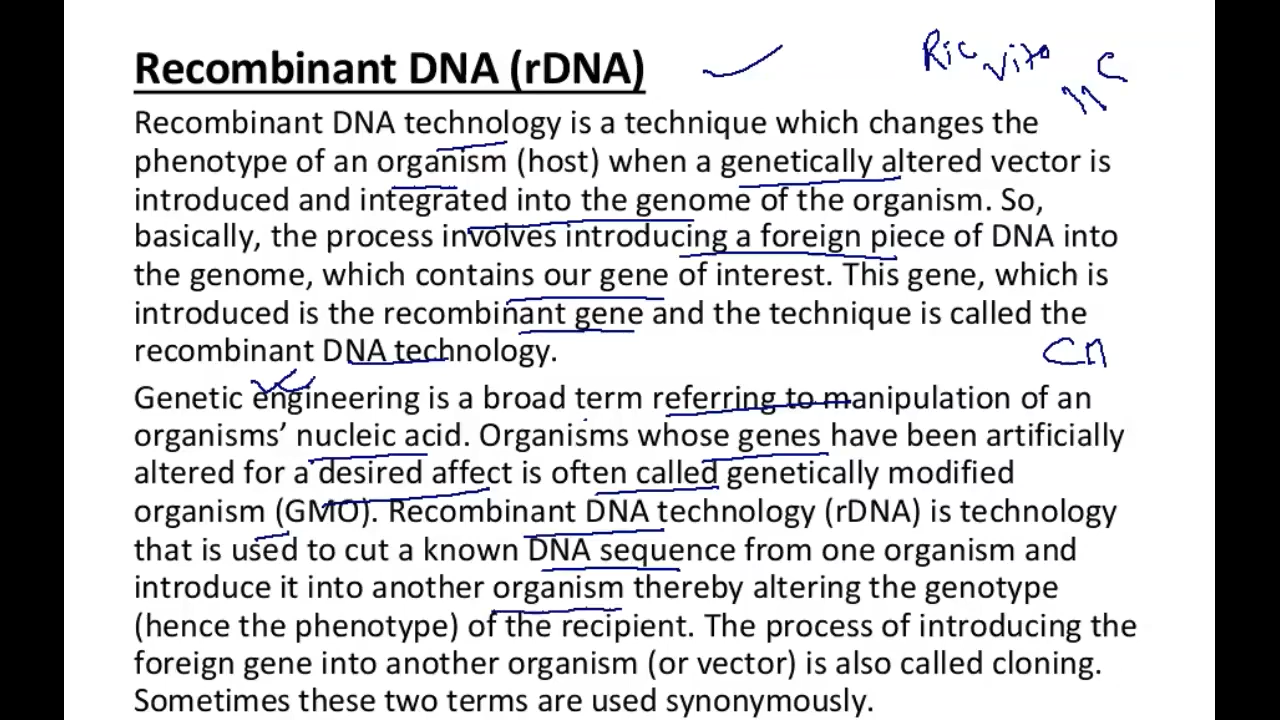 Recombinant DNA (rDNA)
Ric Vito C
Recombinant DNA technology is a technique which changes the
phenotype of an organism (host) when a genetically altered vector is
introduced and integrated into the genome of the organism. So,
basically, the process involves introducing a foreign piece of DNA into
the genome, which contains our gene of interest. This gene, which is
introduced is the recombinant gene and the technique is called the
recombinant DNA technology.
Genetic engineering is a broad term referring to manipulation of an
organisms’ nucleic acid. Organisms whose genes have been artificially
altered for a desired affect is often called genetically modified
organism (GMO). Recombinant DNA technology (rDNA) is technology
that is used to cut a known DNA sequence from one organism and
introduce it into another organism thereby altering the genotype
(hence the phenotype) of the recipient. The process of introducing the
foreign gene into another organism (or vector) is also called cloning.
Sometimes these two terms are used synonymously.